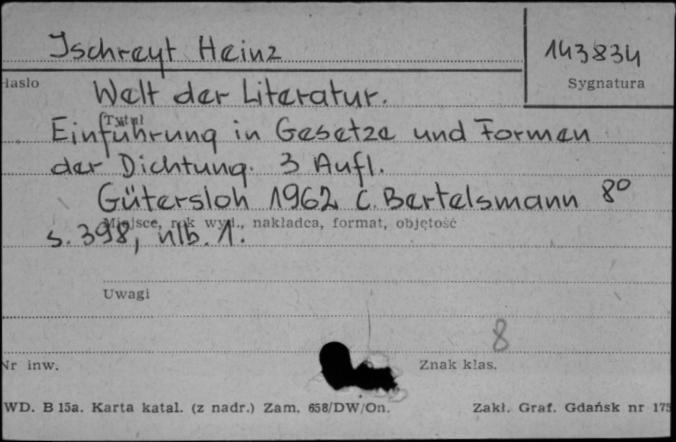 Ischreyt Heinz
143834
Hasło
Sygnatura
Welt der Literatur.
Tytuł
Einführung in Gesetze und Formen
der Dichtung. 3 Aufl.
Gütersloh 1962 C. Bertelsmann 8°
Miejsce, rok wyd., nakładca, format, objętość
s. 398, nlb. 1.
Uwagi
8
Nr inw.
Znak klas.
WD. B 15a. Karta katal. (z nadr.) Zam. 658/DW/On.
Zakł. Graf. Gdańsk nr 175